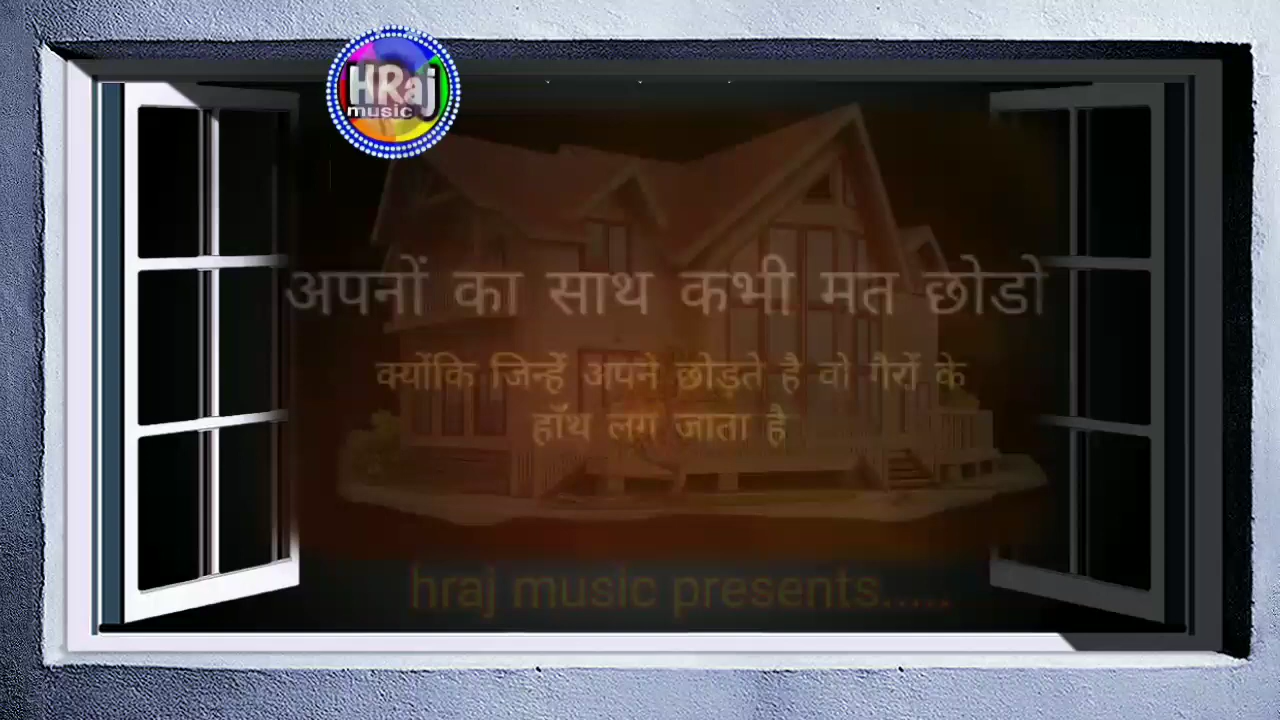 HRaj
music
अपनों का साथ कभी मत छोडो
क्योंकि जिन्हें अपने छोड़ते है वो गैरों के
हॉथ लग जाता है
hraj music presents.....